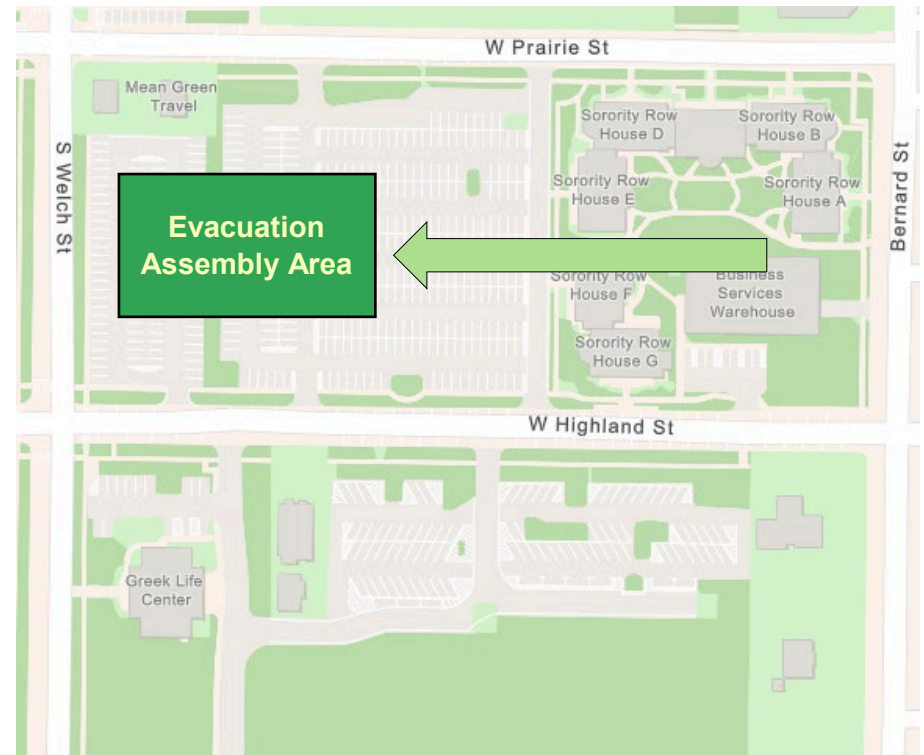 W Prairie St
Mean Green
Travel
Sorority Row
House D
Sorority Row
House B
S Welch St
Bernard St
Sorority Row
House E
Sorority Row
House A
Evacuation
Assembly Area
Sorority Row
House F
Business
Services
Warehouse
Sorority Row
House G
W Highland St
Greek Life
Center